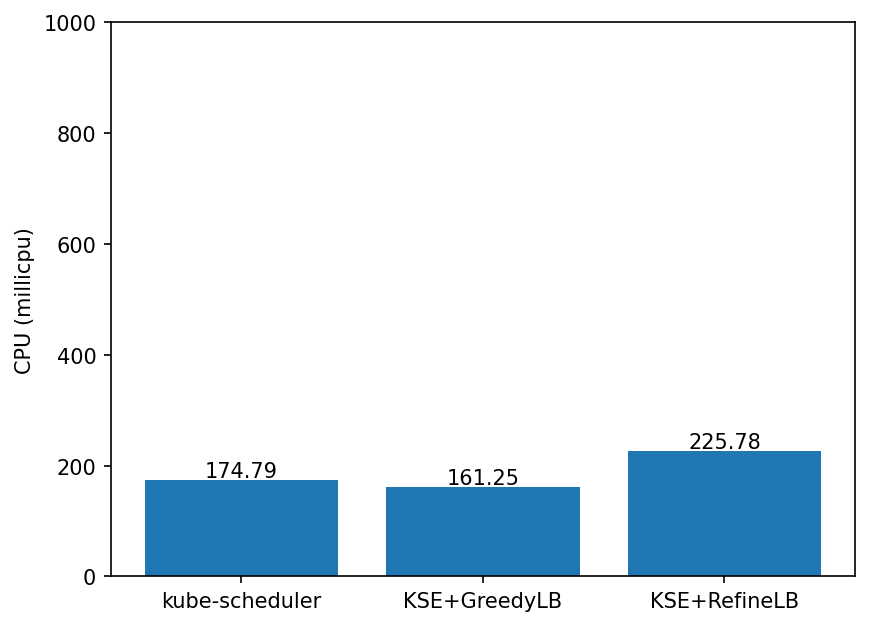 CPU (millicpu)
1000
800
600
400
200
0
174.79
161.25
225.78
kube-scheduler
KSE+GreedyLB
KSE+RefineLB